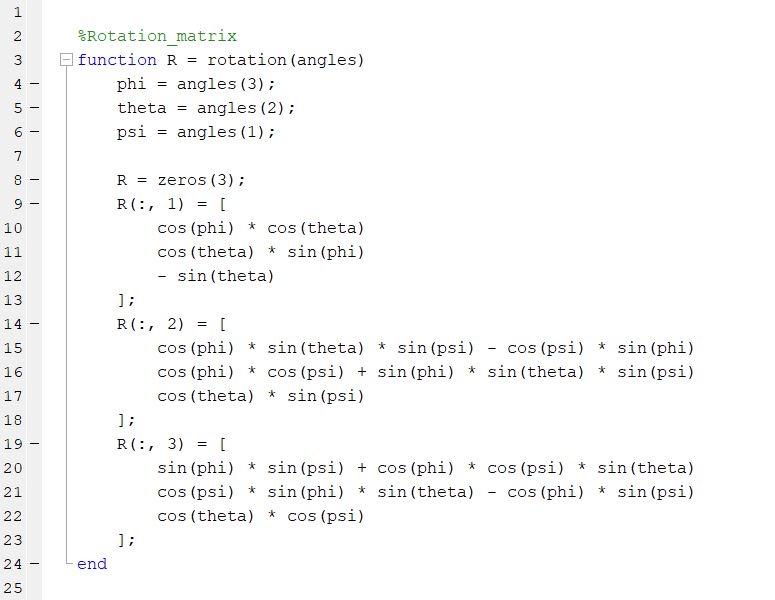 1
2 %Rotation_matrix
3 function R = rotation(angles)
4 phi = angles(3);
5 theta = angles(2);
6 psi = angles(1);
7
8 R = zeros(3);
9 R(:, 1) = [
10 cos(phi) * cos(theta)
11 cos(theta) * sin(phi)
12 - sin(theta)
13 ];
14 R(:, 2) = [
15 cos(phi) * sin(theta) * sin(psi) - cos(psi) * sin(phi)
16 cos(phi) * cos(psi) + sin(phi) * sin(theta) * sin(psi)
17 cos(theta) * sin(psi)
18 ];
19 R(:, 3) = [
20 sin(phi) * sin(psi) + cos(phi) * cos(psi) * sin(theta)
21 cos(psi) * sin(phi) * sin(theta) - cos(phi) * sin(psi)
22 cos(theta) * cos(psi)
23 ];
24 end
25